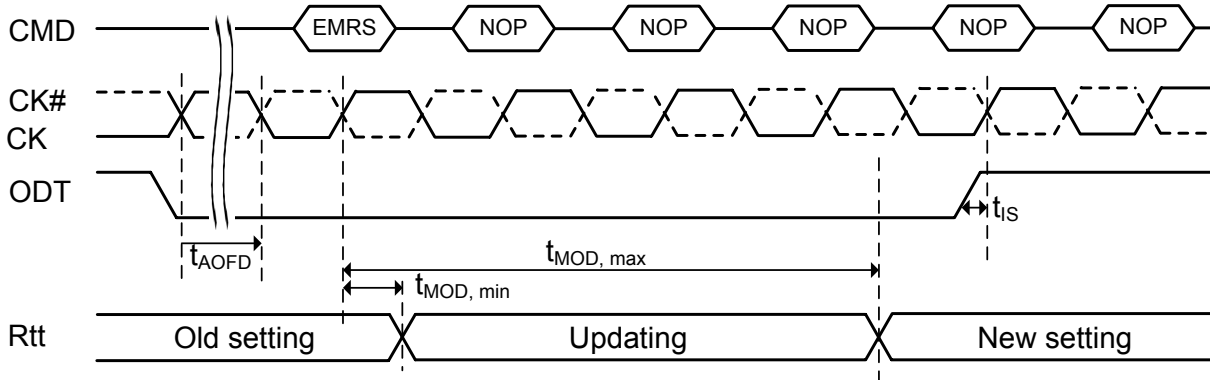 CMD EMRS NOP NOP NOP NOP NOP
CK#
CK
ODT
tIS
tAOFD
tMOD, max
tMOD, min
Rtt Old setting Updating New setting